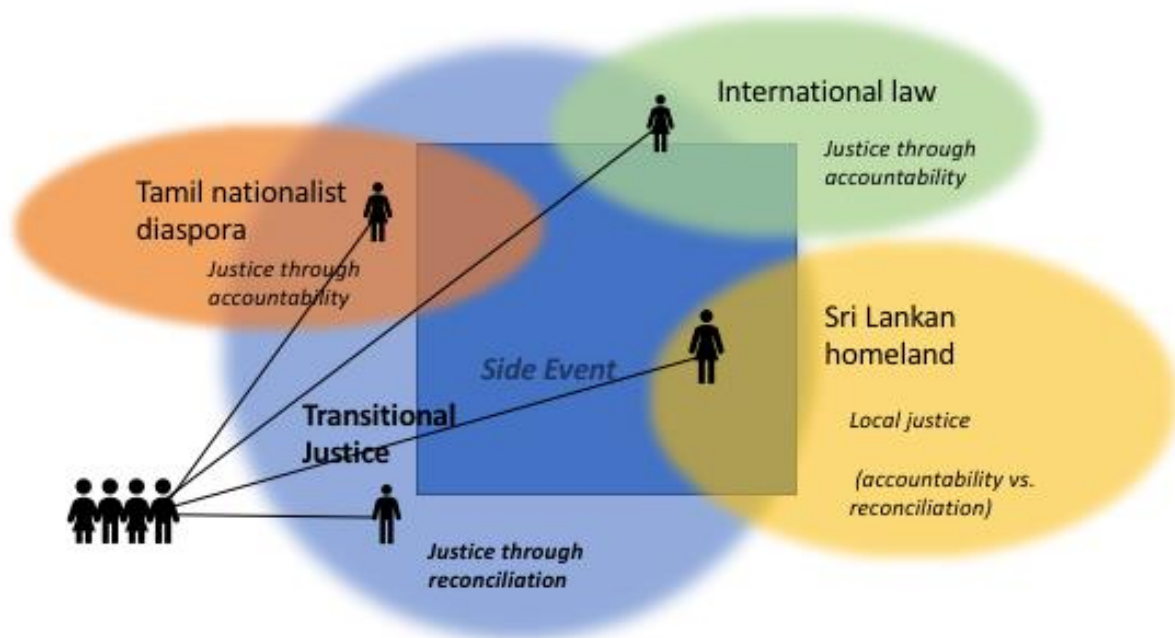 International law
Justice through
accountability
Tamil nationalist
diaspora
Justice through
accountability
Sri Lankan
homeland
Side Event
Transitional
Justice
Local justice
(accountability vs.
reconciliation)
Justice through
reconciliation